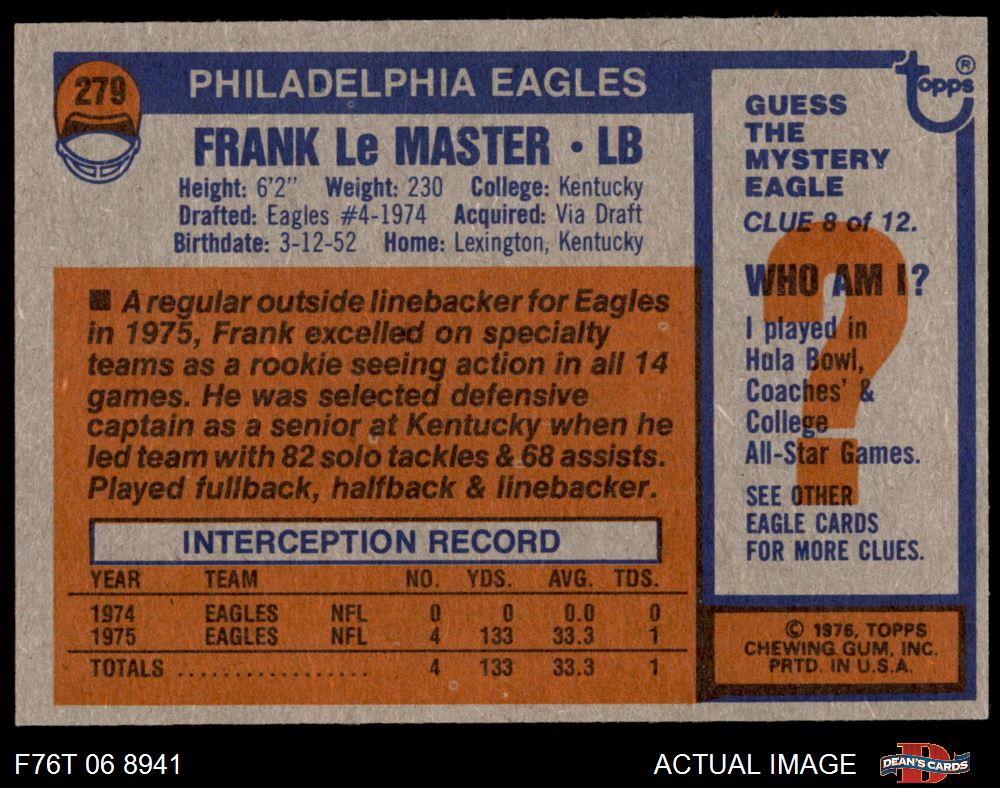 279
PHILADELPHIA EAGLES
FRANK Le MASTER • LB
Height: 6'2" Weight: 230 College: Kentucky
Drafted: Eagles #4-1974 Acquired: Via Draft
Birthdate: 3-12-52 Home: Lexington, Kentucky
■ A regular outside linebacker for Eagles
in 1975, Frank excelled on specialty
teams as a rookie seeing action in all 14
games. He was selected defensive
captain as a senior at Kentucky when he
led team with 82 solo tackles & 68 assists.
Played fullback, halfback & linebacker.
INTERCEPTION RECORD
YEAR TEAM NO. YDS. AVG. TDS.
1974 EAGLES NFL 0 0 0.0 0
1975 EAGLES NFL 4 133 33.3 1
TOTALS ................. 4 133 33.3 1
Topps ®
GUESS
THE
MYSTERY
EAGLE
CLUE 8 of 12.
?
WHO AM I?
I played in
Hula Bowl,
Coaches' &
College
All-Star Games.
SEE OTHER
EAGLE CARDS
FOR MORE CLUES.
© 1976, TOPPS
CHEWING GUM, INC.
PRTD. IN U.S.A.
F76T 06 8941
ACTUAL IMAGE
D
DEAN'S CARDS